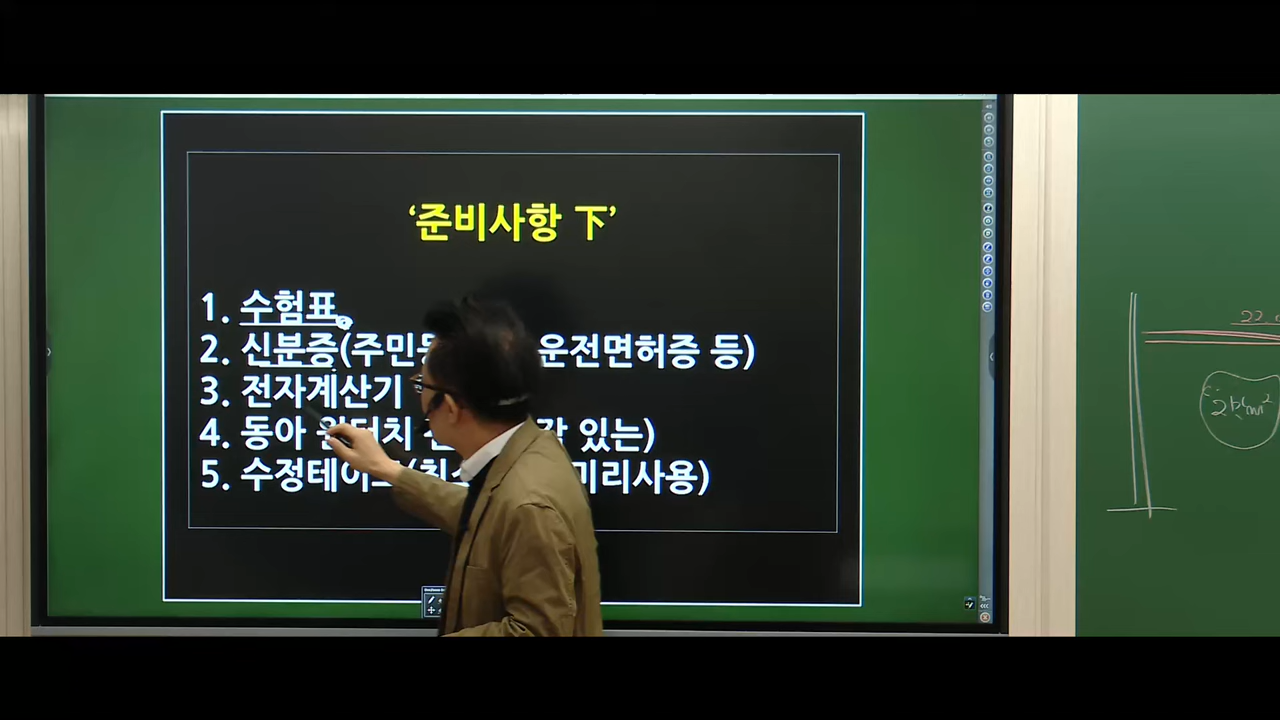 ‘준비사항 下’
1. 수험표
2. 신분증(주민 운전면허증 등)
3. 전자계산기
4. 동아 있는)
5. 수정테이프( 미리사용)
22.